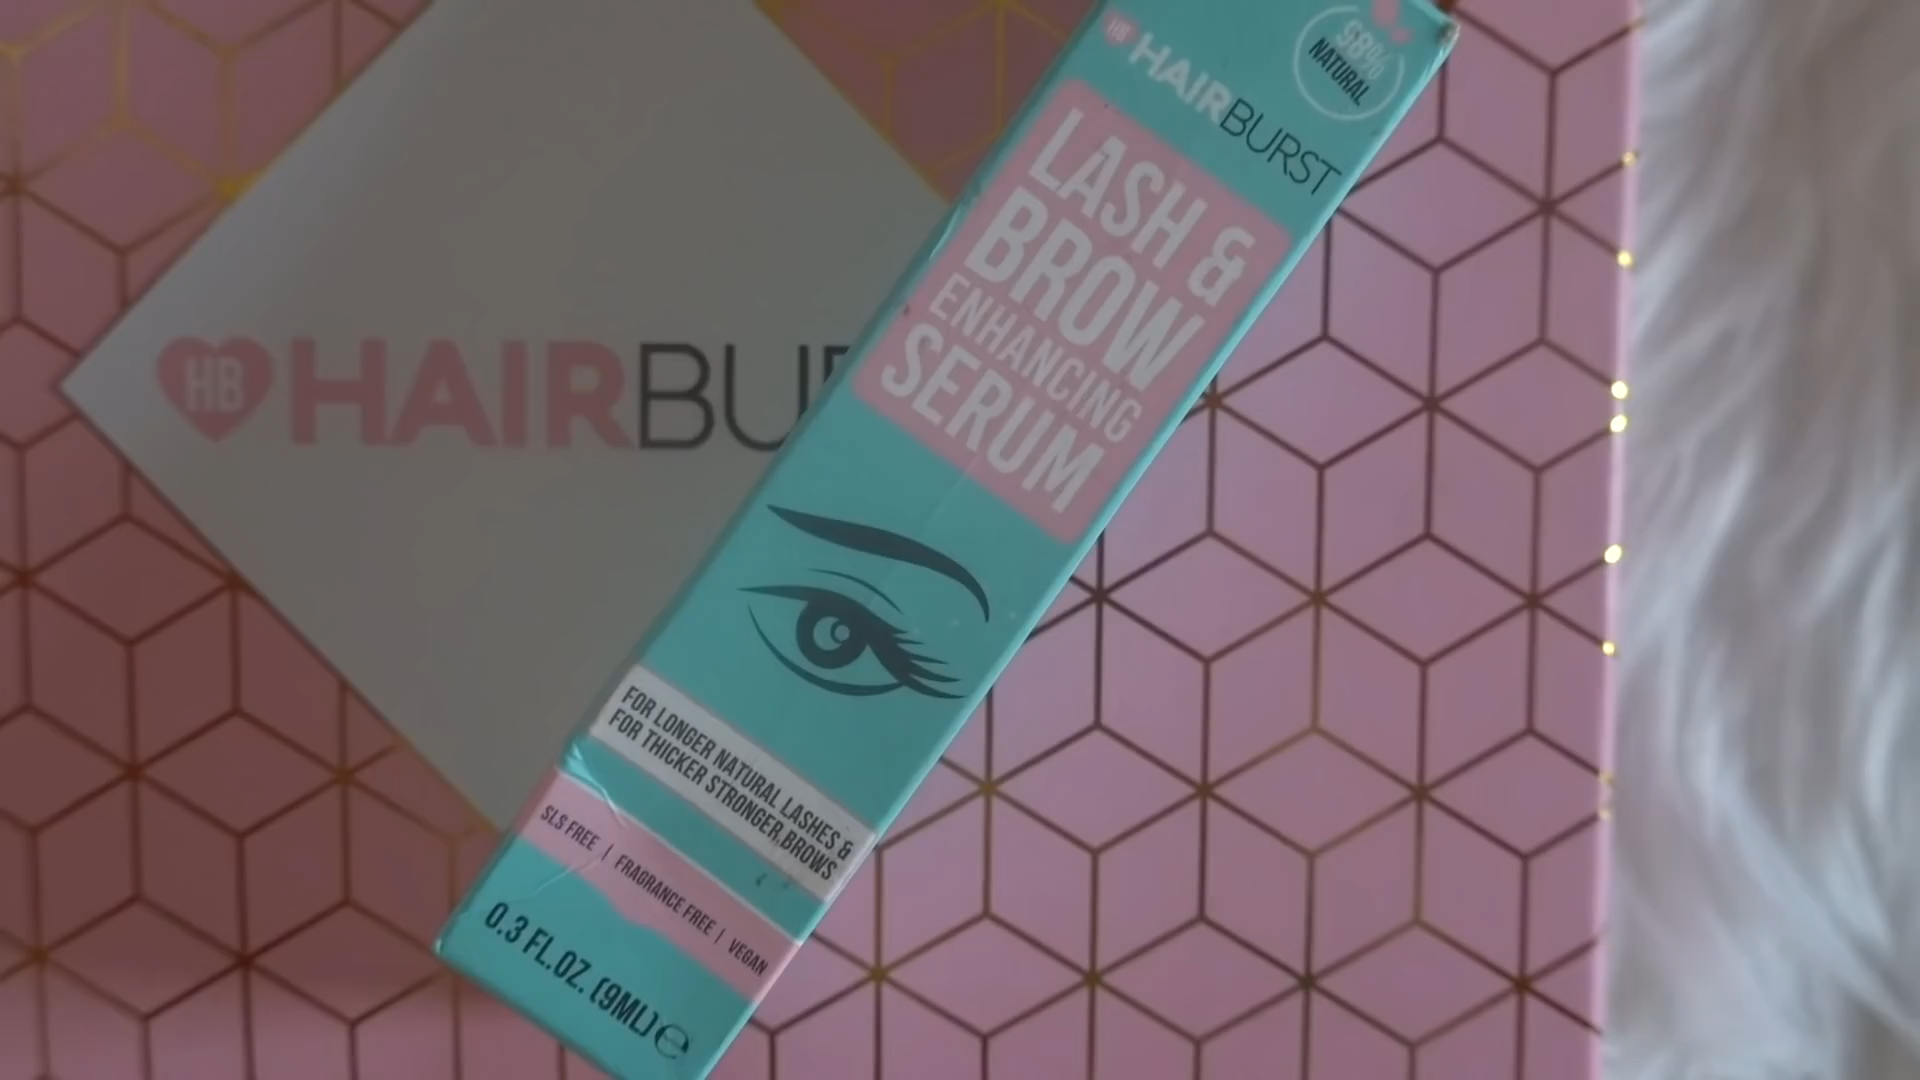 HB HAIRBU
HB HAIRBURST
98%
NATURAL
LASH &
BROW
ENHANCING
SERUM
FOR LONGER NATURAL LASHES &
FOR THICKER STRONGER BROWS
SLS FREE | FRAGRANCE FREE | VEGAN
0.3 FL.OZ. (9ML) ℮